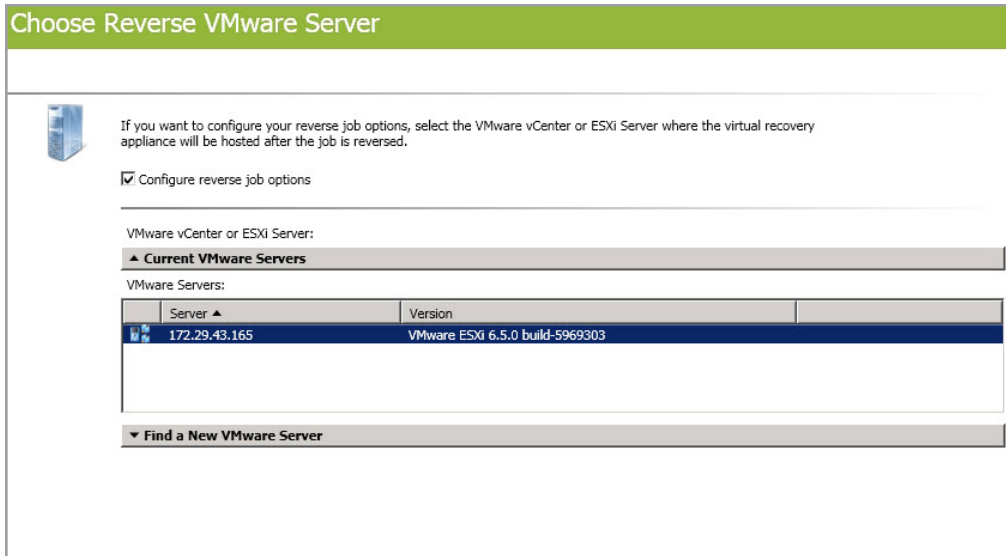 Choose Reverse VMware Server
If you want to configure your reverse job options, select the VMware vCenter or ESXi Server where the virtual recovery
appliance will be hosted after the job is reversed.
Configure reverse job options
VMware vCenter or ESXi Server:
Current VMware Servers
VMware Servers:
Server Version
172.29.43.165 VMware ESXi 6.5.0 build-5969303
Find a New VMware Server